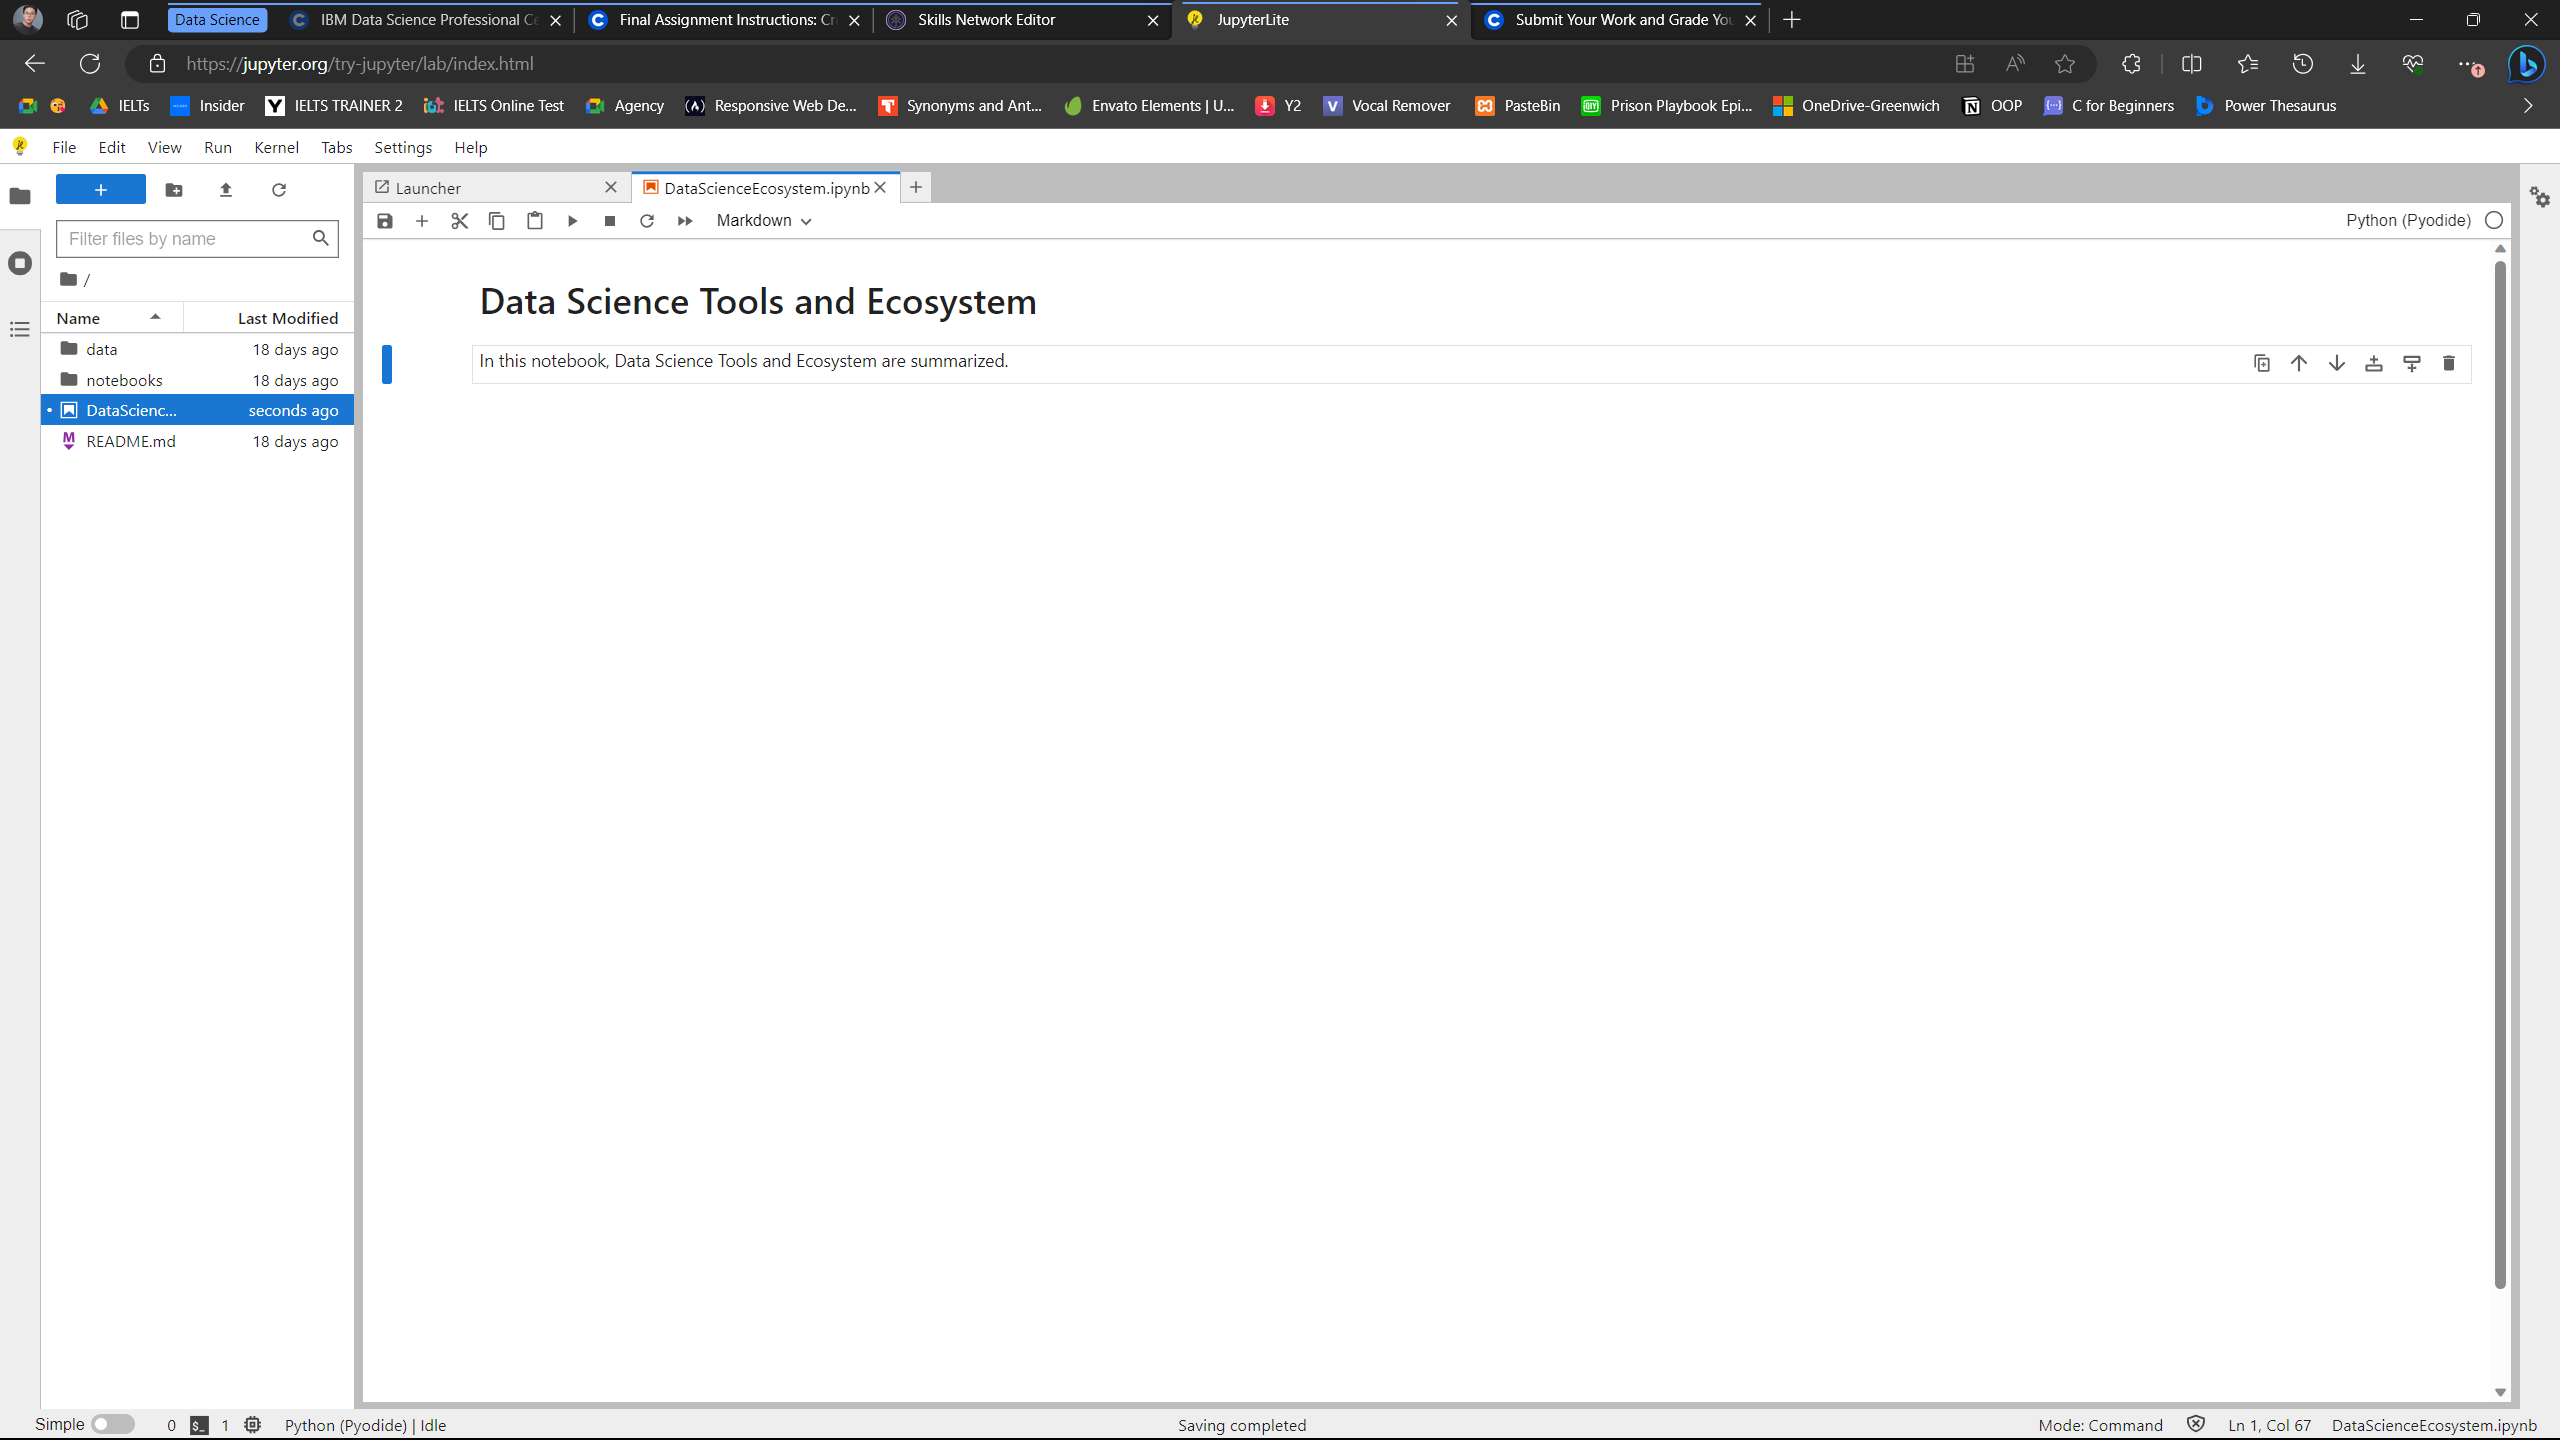 Data Science
IBM Data Science Professional Ce
Final Assignment Instructions: Cr
Skills Network Editor
JupyterLite
Submit Your Work and Grade You
https://jupyter.org/try-jupyter/lab/index.html
IELTs
Insider
IELTS TRAINER 2
IELTS Online Test
Agency
Responsive Web De...
Synonyms and Ant...
Envato Elements | U...
Y2
Vocal Remover
PasteBin
Prison Playbook Epi...
OneDrive-Greenwich
OOP
C for Beginners
Power Thesaurus
File Edit View Run Kernel Tabs Settings Help
Launcher
DataScienceEcosystem.ipynb
Markdown
Python (Pyodide)
Filter files by name
/
Name Last Modified
data 18 days ago
notebooks 18 days ago
DataScienc... seconds ago
README.md 18 days ago
Data Science Tools and Ecosystem
In this notebook, Data Science Tools and Ecosystem are summarized.
Simple 0 1 Python (Pyodide) | Idle
Saving completed
Mode: Command
Ln 1, Col 67
DataScienceEcosystem.ipynb